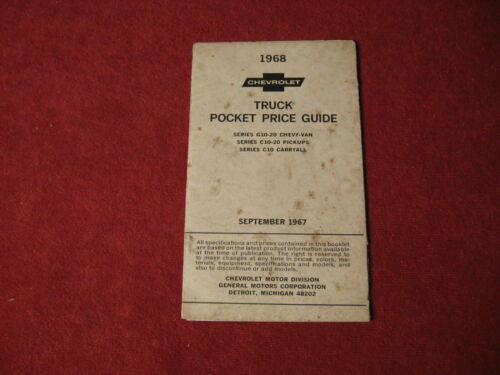 1968
CHEVROLET
TRUCK
POCKET PRICE GUIDE
SERIES G10-20 CHEVY-VAN
SERIES C10-20 PICKUPS
SERIES C10 CARRYALL
SEPTEMBER 1967
All specifications and prices contained in this booklet
are based on the latest product information available
at the time of publication. The right is reserved to
to make changes at any time in prices, colors, ma-
terials, equipment, specifications and models, and
also to discontinue or add models.
CHEVROLET MOTOR DIVISION
GENERAL MOTORS CORPORATION
DETROIT, MICHIGAN 48202